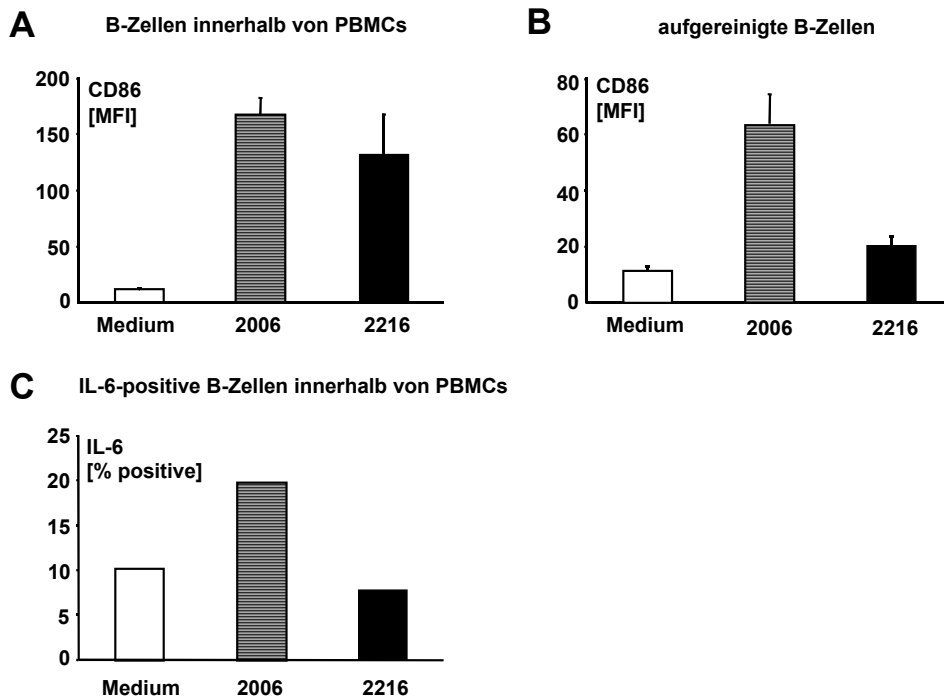 A
B-Zellen innerhalb von PBMCs
200
150
100
50
0
CD86
[MFI]
Medium 2006 2216
B
aufgereinigte B-Zellen
80
60
40
20
0
CD86
[MFI]
Medium 2006 2216
C
IL-6-positive B-Zellen innerhalb von PBMCs
25
20
15
10
5
0
IL-6
[% positive]
Medium 2006 2216